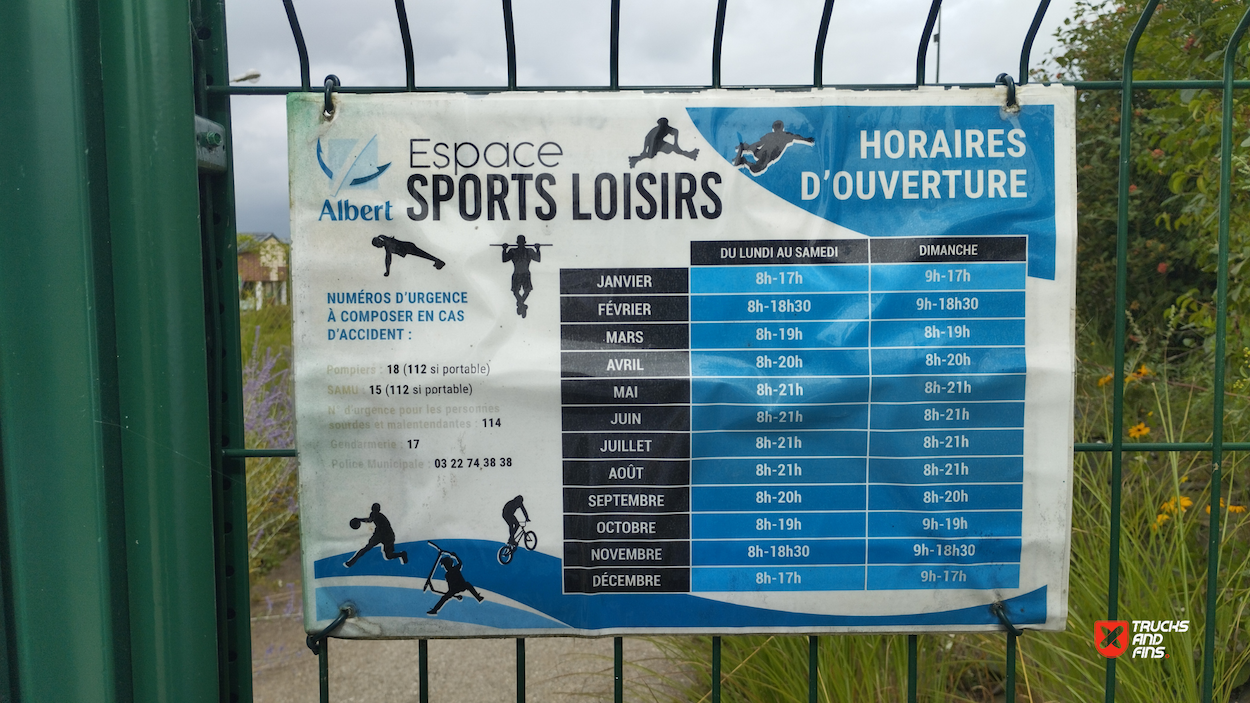 Albert
Espace
SPORTS LOISIRS
HORAIRES
D'OUVERTURE
NUMÉROS D'URGENCE
À COMPOSER EN CAS
D'ACCIDENT :
Pompiers : 18 (112 si portable)
SAMU : 15 (112 si portable)
N° d'urgence pour les personnes
sourdes et malentendantes : 114
Gendarmerie : 17
Police Municipale : 03 22 74 38 38
DU LUNDI AU SAMEDI DIMANCHE
JANVIER 8h-17h 9h-17h
FÉVRIER 8h-18h30 9h-18h30
MARS 8h-19h 8h-19h
AVRIL 8h-20h 8h-20h
MAI 8h-21h 8h-21h
JUIN 8h-21h 8h-21h
JUILLET 8h-21h 8h-21h
AOÛT 8h-21h 8h-21h
SEPTEMBRE 8h-20h 8h-20h
OCTOBRE 8h-19h 9h-19h
NOVEMBRE 8h-18h30 9h-18h30
DÉCEMBRE 8h-17h 9h-17h
TRUCKS
AND
FINS